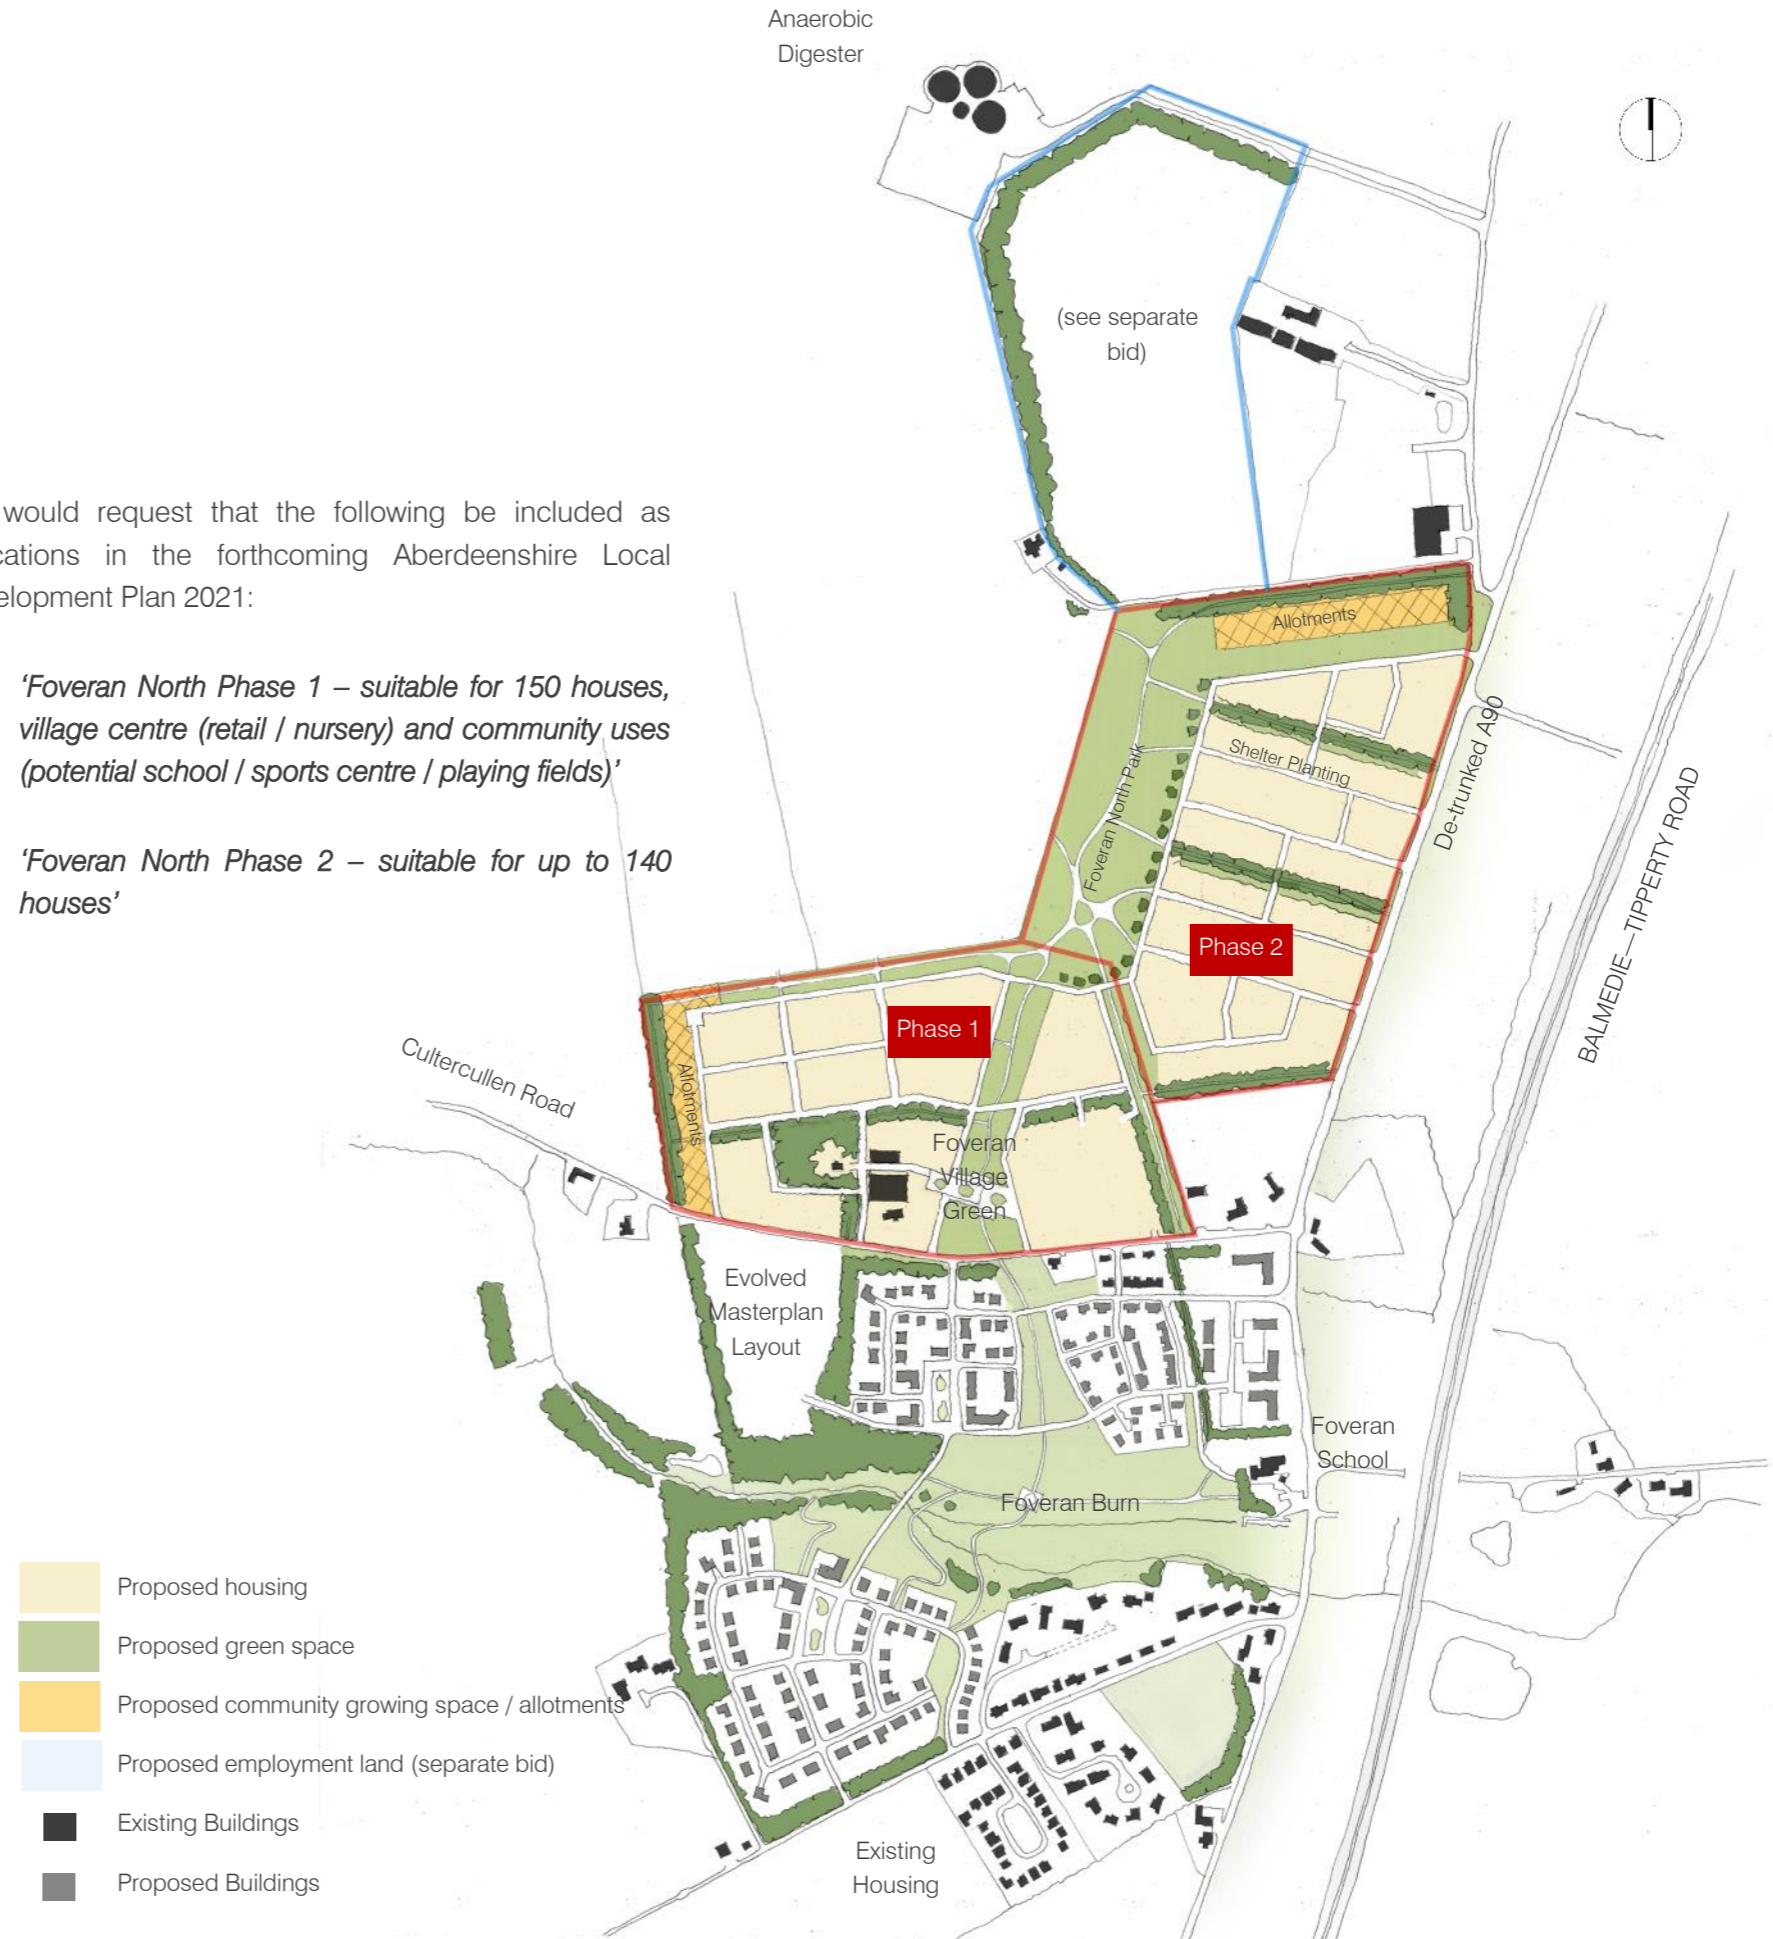 Anaerobic
Digester
(see separate
bid)
would request that the following be included as
cations in the forthcoming Aberdeenshire Local
elopment Plan 2021:
‘Foveran North Phase 1 – suitable for 150 houses,
village centre (retail / nursery) and community uses
(potential school / sports centre / playing fields)’
‘Foveran North Phase 2 – suitable for up to 140
houses’
Allotments
Shelter Planting
Foveran North Park
De-trunked A90
BALMEDIE—TIPPERTY ROAD
Phase 2
Phase 1
Cultercullen Road
Allotments
Foveran
Village
Green
Evolved
Masterplan
Layout
Foveran
School
Foveran Burn
Existing
Housing
Proposed housing
Proposed green space
Proposed community growing space / allotments
Proposed employment land (separate bid)
Existing Buildings
Proposed Buildings